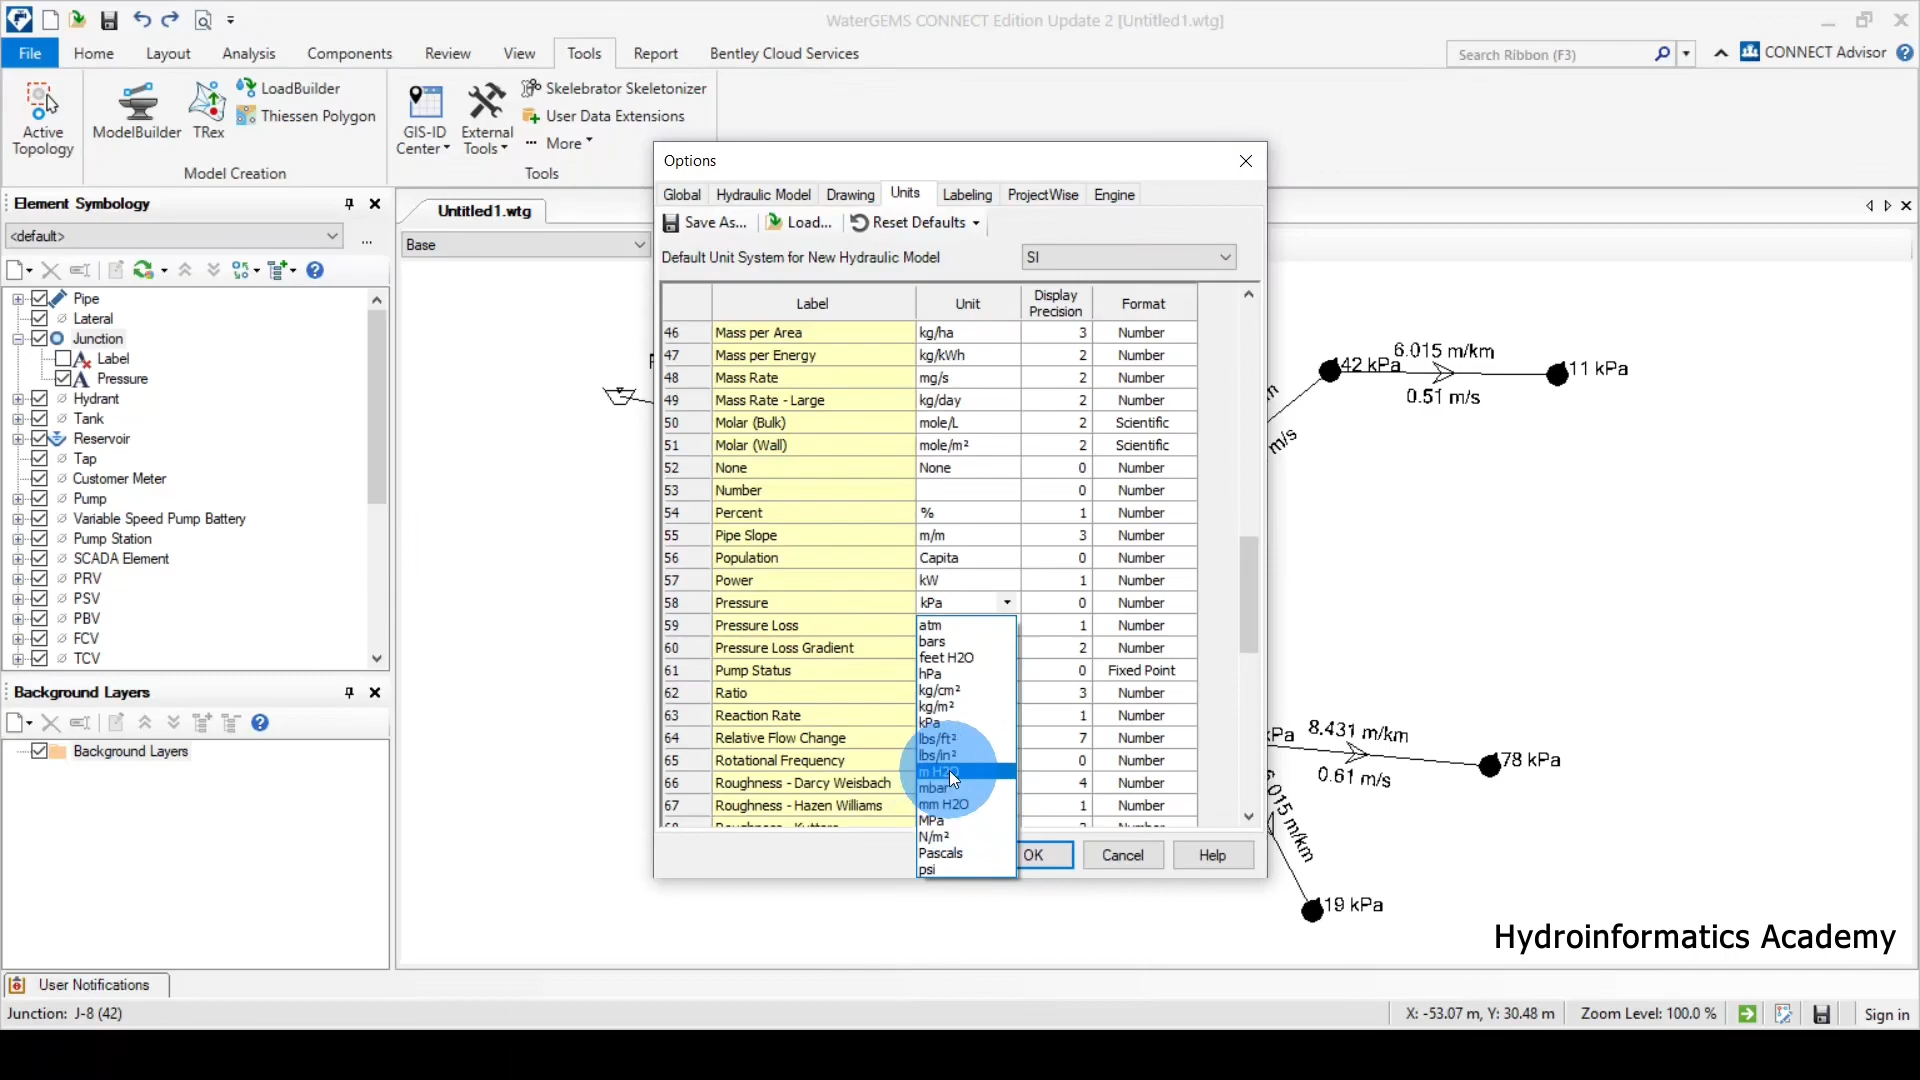 WaterGEMS CONNECT Edition Update 2 [Untitled1.wtg]
File Home Layout Analysis Components Review View Tools Report Bentley Cloud Services
Search Ribbon (F3)
CONNECT Advisor
Active Topology
ModelBuilder
TRex
LoadBuilder
Thiessen Polygon
Model Creation
GIS-ID Center
External Tools
Skelebrator Skeletonizer
User Data Extensions
More
Tools
Element Symbology
<default>
...
Pipe
Lateral
Junction
Label
Pressure
Hydrant
Tank
Reservoir
Tap
Customer Meter
Pump
Variable Speed Pump Battery
Pump Station
SCADA Element
PRV
PSV
PBV
FCV
TCV
Background Layers
Background Layers
Untitled1.wtg
Base
Options
Global Hydraulic Model Drawing Units Labeling ProjectWise Engine
Save As... Load... Reset Defaults
Default Unit System for New Hydraulic Model SI
Label Unit Display Precision Format
46 Mass per Area kg/ha 3 Number
47 Mass per Energy kg/kWh 2 Number
48 Mass Rate mg/s 2 Number
49 Mass Rate - Large kg/day 2 Number
50 Molar (Bulk) mole/L 2 Scientific
51 Molar (Wall) mole/m² 2 Scientific
52 None None 0 Number
53 Number 0 Number
54 Percent % 1 Number
55 Pipe Slope m/m 3 Number
56 Population Capita 0 Number
57 Power kW 1 Number
58 Pressure kPa 0 Number
59 Pressure Loss 1 Number
60 Pressure Loss Gradient 2 Number
61 Pump Status 0 Fixed Point
62 Ratio 3 Number
63 Reaction Rate 1 Number
64 Relative Flow Change 7 Number
65 Rotational Frequency 0 Number
66 Roughness - Darcy Weisbach 4 Number
67 Roughness - Hazen Williams 1 Number
atm
bars
feet H2O
hPa
kg/cm²
kg/m²
kPa
lbs/ft²
lbs/in²
m H2O
mbar
mm H2O
MPa
N/m²
Pascals
psi
OK Cancel Help
42 kPa
6.015 m/km
11 kPa
0.51 m/s
m/s
kPa
8.431 m/km
78 kPa
0.61 m/s
.015 m/km
19 kPa
Hydroinformatics Academy
User Notifications
Junction: J-8 (42)
X: -53.07 m, Y: 30.48 m
Zoom Level: 100.0 %
Sign in